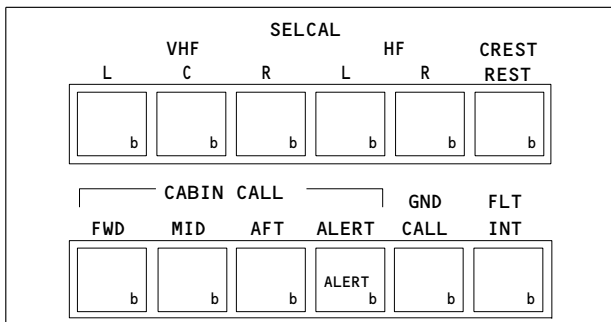 SELCAL
VHF HF CREST
L C R L R REST
b b b b b b
CABIN CALL GND FLT
FWD MID AFT ALERT CALL INT
ALERT
b b b b b b